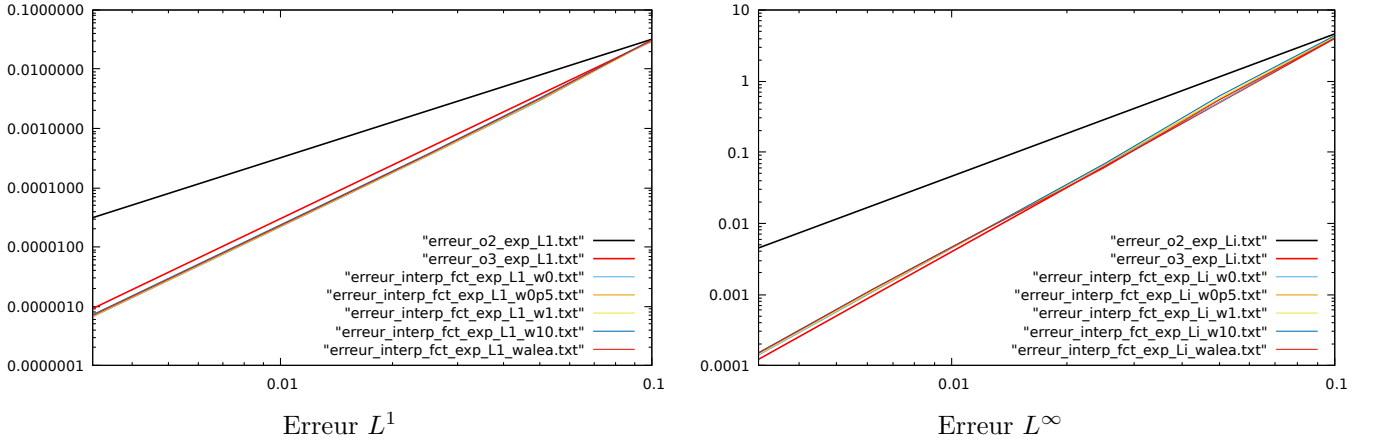 0.1000000
0.0100000
0.0010000
0.0001000
0.0000100
0.0000010
0.0000001
0.01
0.1
"erreur_o2_exp_L1.txt"
"erreur_o3_exp_L1.txt"
"erreur_interp_fct_exp_L1_w0.txt"
"erreur_interp_fct_exp_L1_w0p5.txt"
"erreur_interp_fct_exp_L1_w1.txt"
"erreur_interp_fct_exp_L1_w10.txt"
"erreur_interp_fct_exp_L1_walea.txt"
Erreur L¹
10
1
0.1
0.01
0.001
0.0001
0.01
0.1
"erreur_o2_exp_Li.txt"
"erreur_o3_exp_Li.txt"
"erreur_interp_fct_exp_Li_w0.txt"
"erreur_interp_fct_exp_Li_w0p5.txt"
"erreur_interp_fct_exp_Li_w1.txt"
"erreur_interp_fct_exp_Li_w10.txt"
"erreur_interp_fct_exp_Li_walea.txt"
Erreur L∞